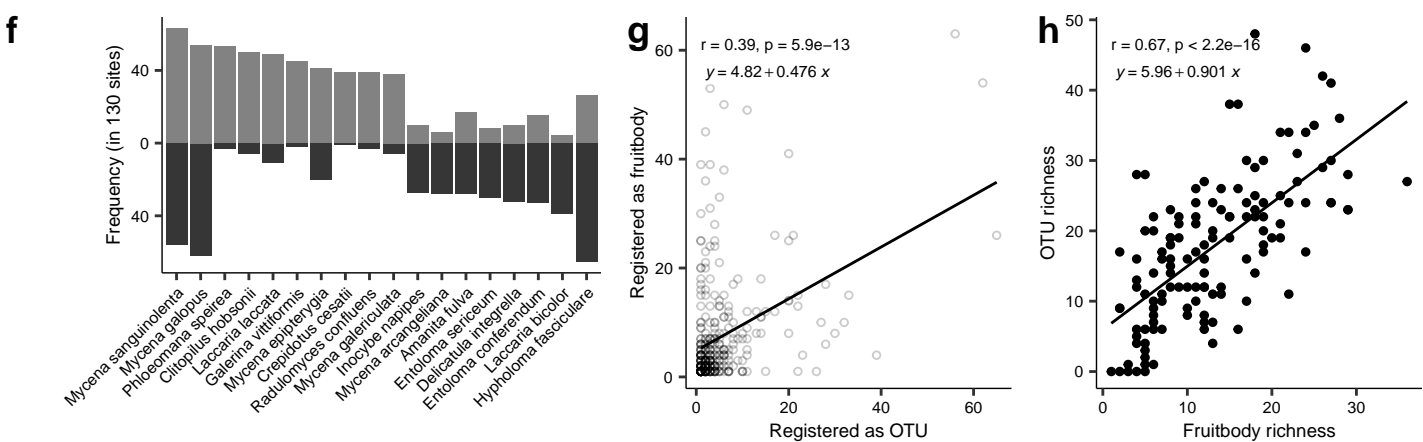 f
Frequency (in 130 sites)
40
0
40
Mycena sanguinolenta
Mycena galopus
Phloeomana speirea
Clitopilus hobsonii
Laccaria laccata
Galerina vittiformis
Mycena epipterygia
Crepidotus cesatii
Radulomyces confluens
Mycena galericulata
Inocybe napipes
Mycena arcangeliana
Amanita fulva
Entoloma sericeum
Delicatula integrella
Entoloma conferendum
Laccaria bicolor
Hypholoma fasciculare
g
r = 0.39, p = 5.9e−13
y = 4.82 + 0.476 x
Registered as fruitbody
60
40
20
0
0 20 40 60
Registered as OTU
h
r = 0.67, p < 2.2e−16
y = 5.96 + 0.901 x
OTU richness
50
40
30
20
10
0
0 10 20 30
Fruitbody richness